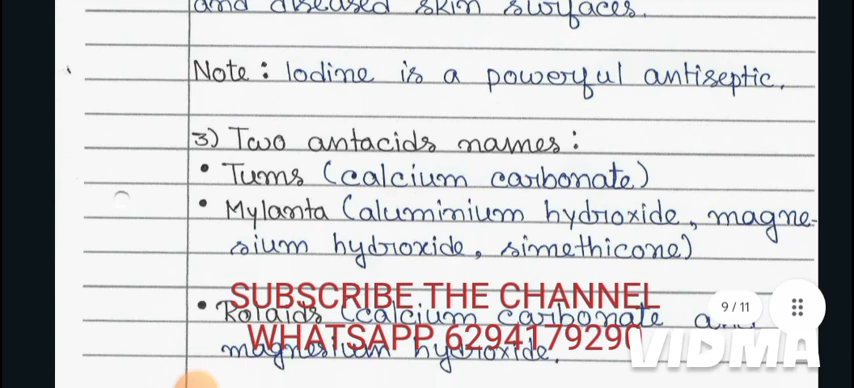 and diseased skin surfaces.
Note: Iodine is a powerful antiseptic.
3) Two antacids names:
• Tums (calcium carbonate)
• Mylanta (aluminium hydroxide, magne-
sium hydroxide, simethicone)
SUBSCRIBE THE CHANNEL
• Rolaids (calcium carbonate and
9 / 11
WHATSAPP 6294179290
magnesium hydroxide.
VIDMA